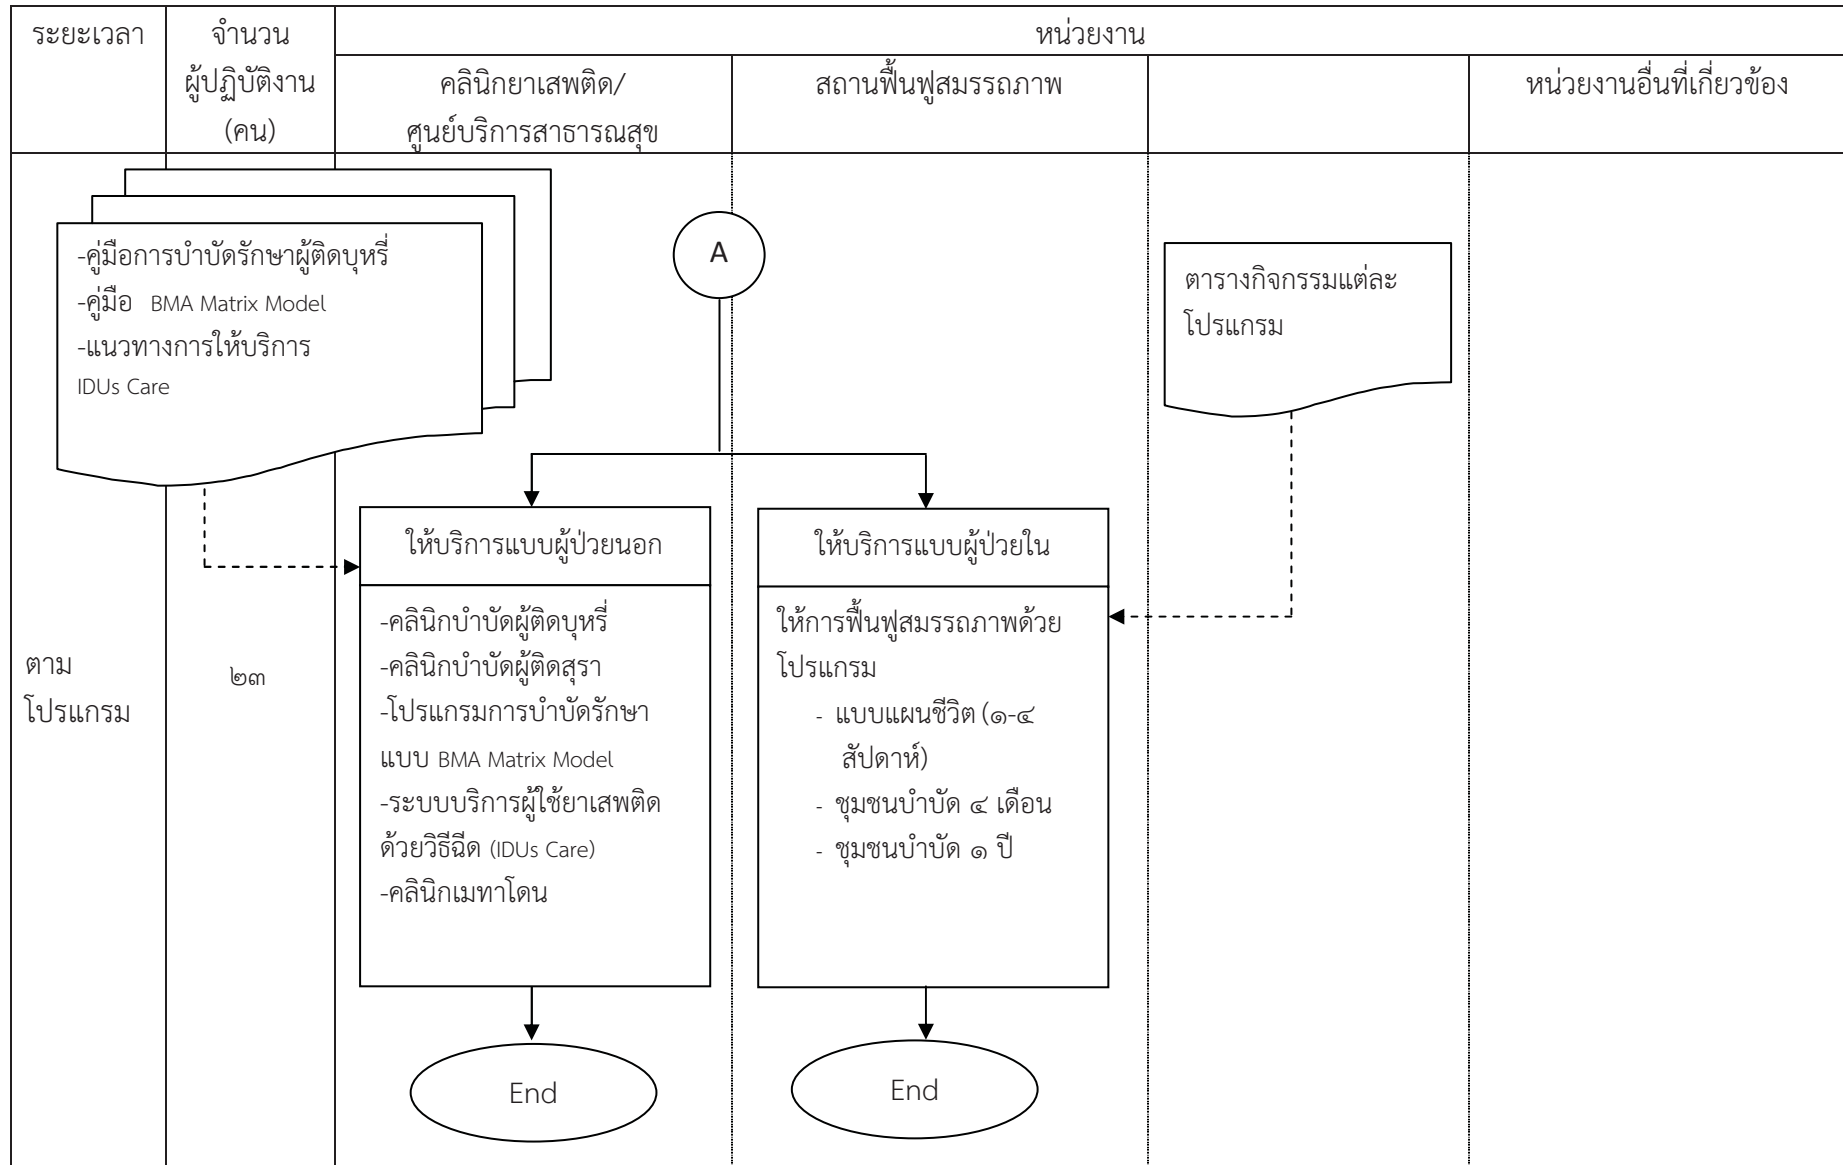 ระยะเวลา
จำนวน
ผู้ปฏิบัติงาน
(คน)
หน่วยงาน
คลินิกยาเสพติด/
ศูนย์บริการสาธารณสุข
สถานฟื้นฟูสมรรถภาพ
หน่วยงานอื่นที่เกี่ยวข้อง
-คู่มือการบำบัดรักษาผู้ติดบุหรี่
-คู่มือ BMA Matrix Model
-แนวทางการให้บริการ
IDUs Care
A
ตารางกิจกรรมแต่ละ
โปรแกรม
ตาม
โปรแกรม
๒๓
ให้บริการแบบผู้ป่วยนอก
-คลินิกบำบัดผู้ติดบุหรี่
-คลินิกบำบัดผู้ติดสุรา
-โปรแกรมการบำบัดรักษา
แบบ BMA Matrix Model
-ระบบบริการผู้ใช้ยาเสพติด
ด้วยวิธีฉีด (IDUs Care)
-คลินิกเมทาโดน
End
ให้บริการแบบผู้ป่วยใน
ให้การฟื้นฟูสมรรถภาพด้วย
โปรแกรม
- แบบแผนชีวิต (๑-๔
สัปดาห์)
- ชุมชนบำบัด ๔ เดือน
- ชุมชนบำบัด ๑ ปี
End